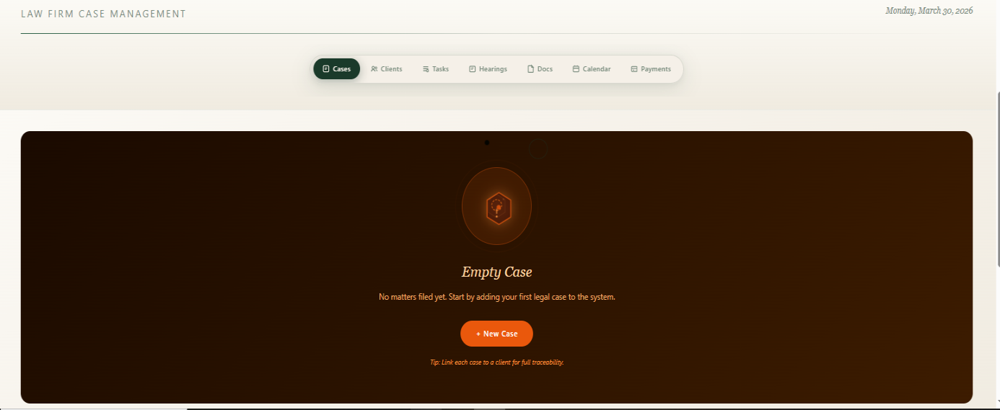 LAW FIRM CASE MANAGEMENT
Monday, March 30, 2026
Cases Clients Tasks Hearings Docs Calendar Payments
?
Empty Case
No matters filed yet. Start by adding your first legal case to the system.
+ New Case
Tip: Link each case to a client for full traceability.